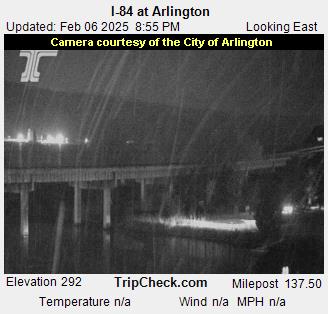 I-84 at Arlington
Updated: Feb 06 2025 8:55 PM Looking East
Camera courtesy of the City of Arlington
Elevation 292 TripCheck.com Milepost 137.50
Temperature n/a Wind n/a MPH n/a